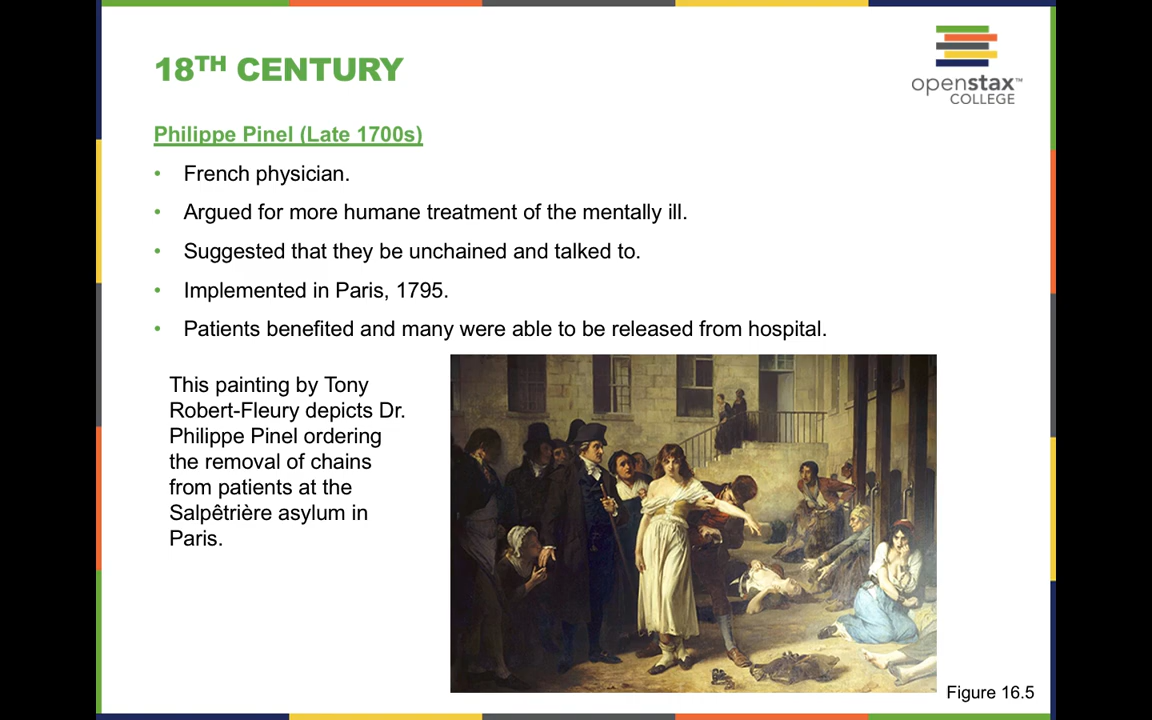 18TH CENTURY
openstax™
COLLEGE
Philippe Pinel (Late 1700s)
• French physician.
• Argued for more humane treatment of the mentally ill.
• Suggested that they be unchained and talked to.
• Implemented in Paris, 1795.
• Patients benefited and many were able to be released from hospital.
This painting by Tony
Robert-Fleury depicts Dr.
Philippe Pinel ordering
the removal of chains
from patients at the
Salpêtrière asylum in
Paris.
Figure 16.5